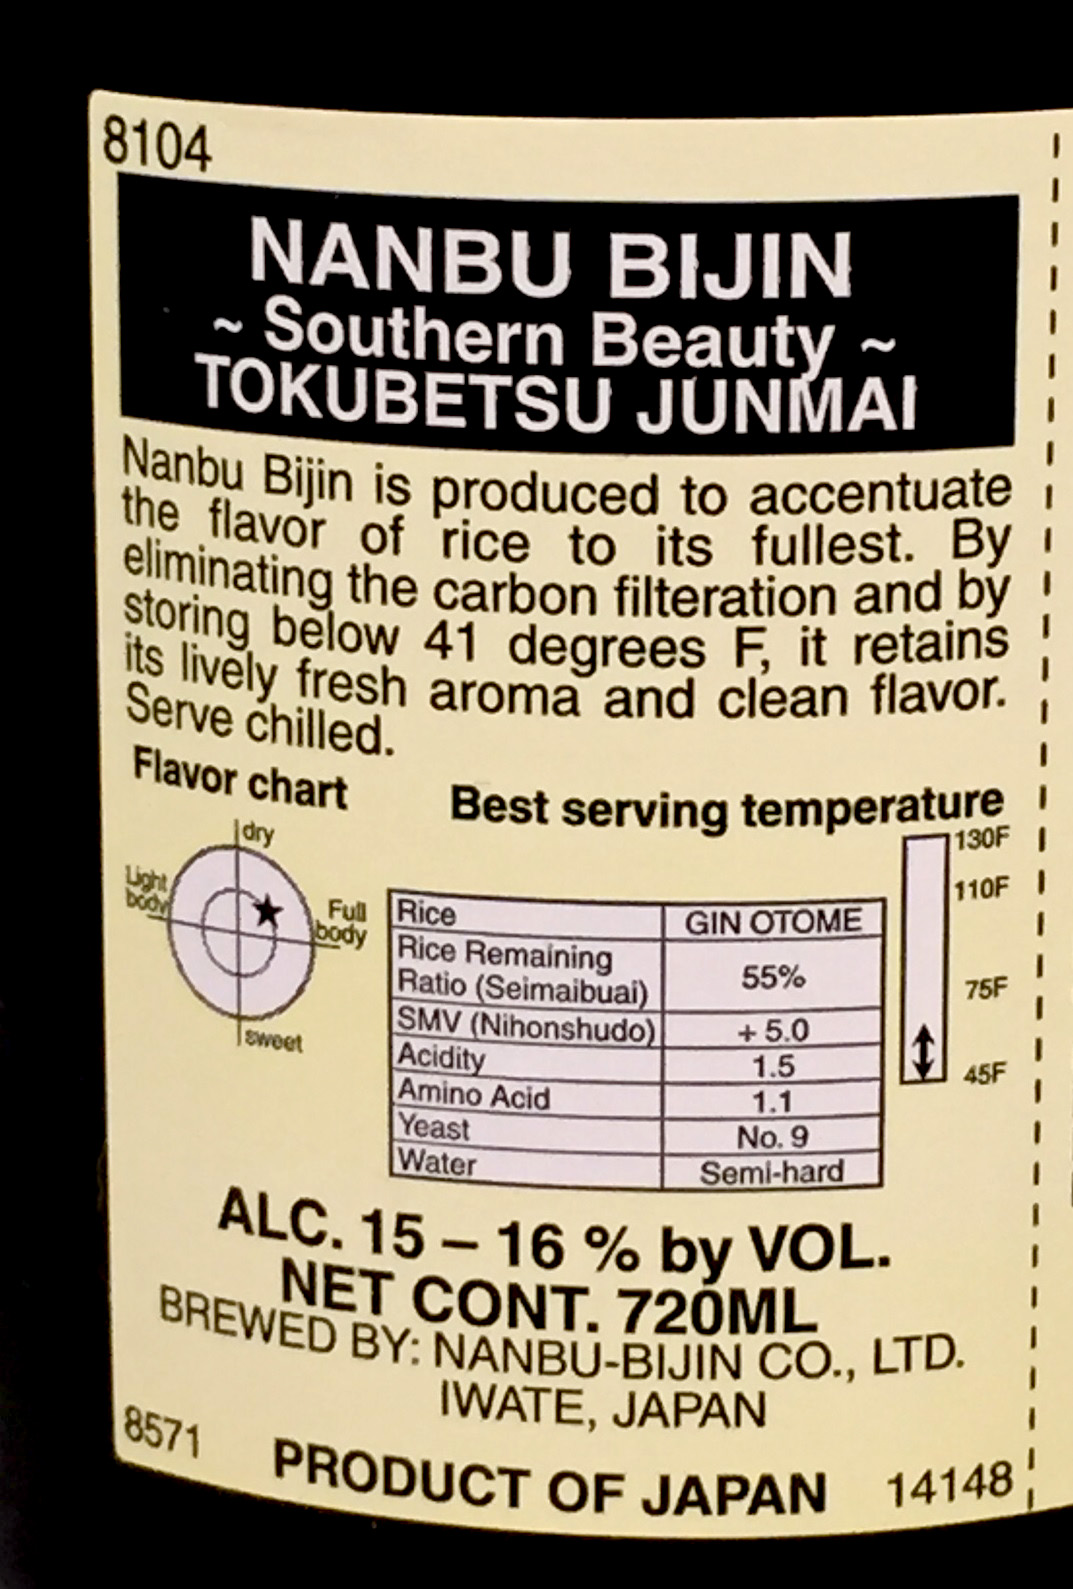 8104
NANBU BIJIN
~ Southern Beauty ~
TOKUBETSU JUNMAI
Nanbu Bijin is produced to accentuate
the flavor of rice to its fullest. By
eliminating the carbon filteration and by
storing below 41 degrees F, it retains
its lively fresh aroma and clean flavor.
Serve chilled.
Flavor chart
dry
Light
body
Full
body
sweet
Best serving temperature
130F
110F
75F
45F
Rice GIN OTOME
Rice Remaining
Ratio (Seimaibuai) 55%
SMV (Nihonshudo) + 5.0
Acidity 1.5
Amino Acid 1.1
Yeast No. 9
Water Semi-hard
ALC. 15 – 16 % by VOL.
NET CONT. 720ML
BREWED BY: NANBU-BIJIN CO., LTD.
IWATE, JAPAN
8571 PRODUCT OF JAPAN 14148